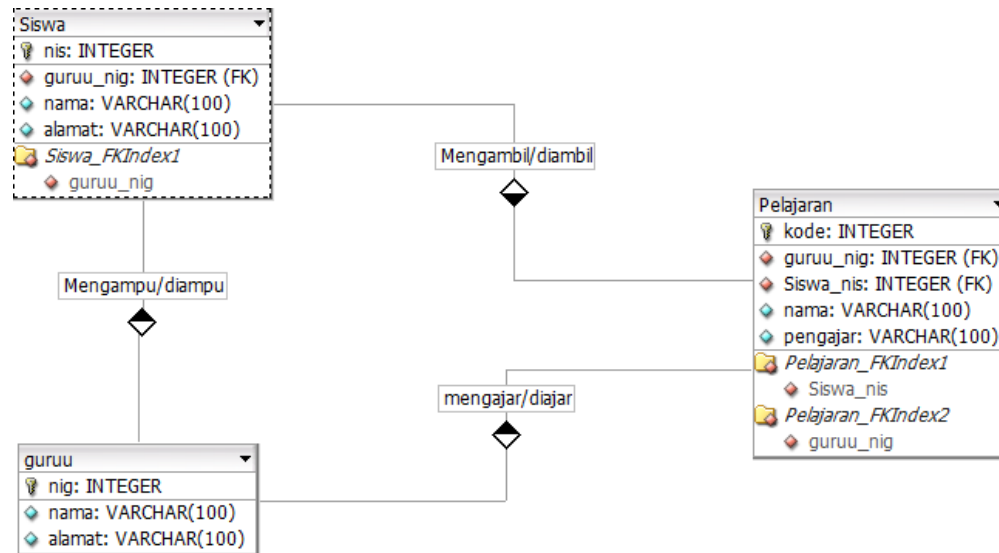 Siswa
nis: INTEGER
guruu_nig: INTEGER (FK)
nama: VARCHAR(100)
alamat: VARCHAR(100)
Siswa_FKIndex1
guruu_nig
Mengambil/diambil
Pelajaran
kode: INTEGER
guruu_nig: INTEGER (FK)
Siswa_nis: INTEGER (FK)
nama: VARCHAR(100)
pengajar: VARCHAR(100)
Pelajaran_FKIndex1
Siswa_nis
Pelajaran_FKIndex2
guruu_nig
Mengampu/diampu
mengajar/diajar
guruu
nig: INTEGER
nama: VARCHAR(100)
alamat: VARCHAR(100)